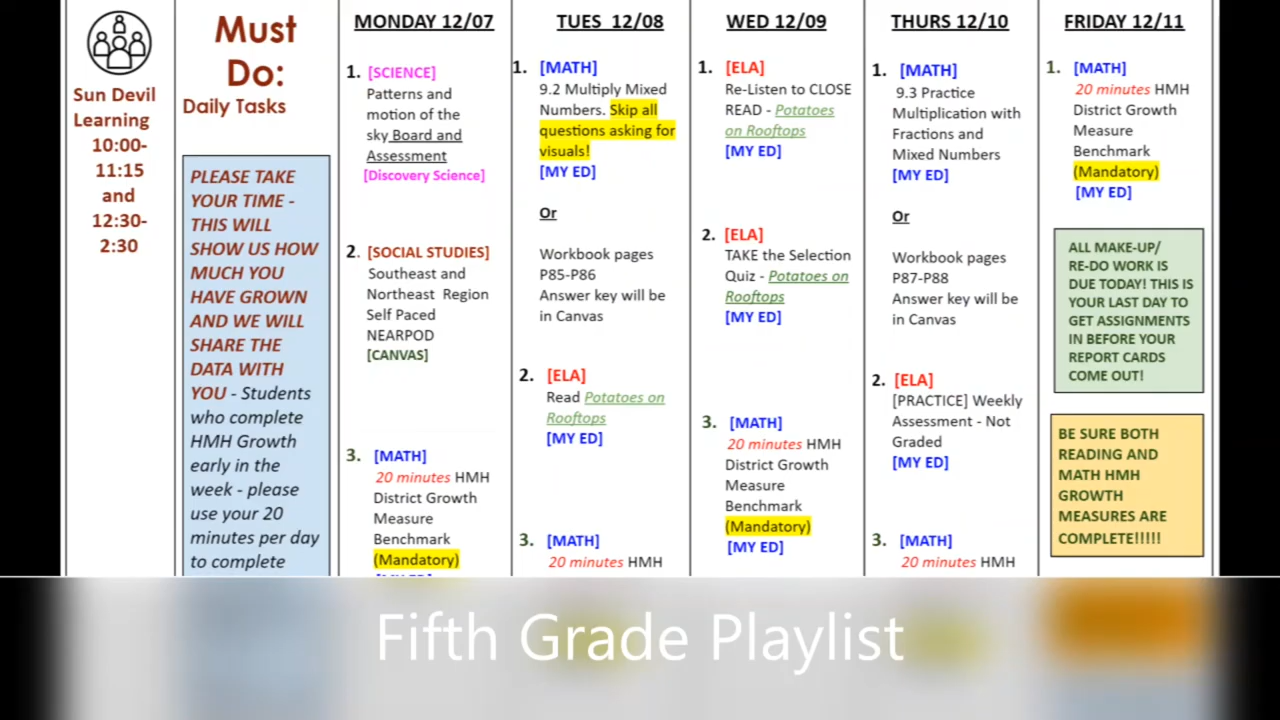 Sun Devil
Learning
10:00-
11:15
and
12:30-
2:30
Must
Do:
Daily Tasks
PLEASE TAKE
YOUR TIME -
THIS WILL
SHOW US HOW
MUCH YOU
HAVE GROWN
AND WE WILL
SHARE THE
DATA WITH
YOU - Students
who complete
HMH Growth
early in the
week - please
use your 20
minutes per day
to complete
MONDAY 12/07
1. [SCIENCE]
Patterns and
motion of the
sky Board and
Assessment
[Discovery Science]
2. [SOCIAL STUDIES]
Southeast and
Northeast Region
Self Paced
NEARPOD
[CANVAS]
3. [MATH]
20 minutes HMH
District Growth
Measure
Benchmark
(Mandatory)
TUES 12/08
1. [MATH]
9.2 Multiply Mixed
Numbers. Skip all
questions asking for
visuals!
[MY ED]
Or
Workbook pages
P85-P86
Answer key will be
in Canvas
2. [ELA]
Read Potatoes on
Rooftops
[MY ED]
3. [MATH]
20 minutes HMH
WED 12/09
1. [ELA]
Re-Listen to CLOSE
READ - Potatoes
on Rooftops
[MY ED]
2. [ELA]
TAKE the Selection
Quiz - Potatoes on
Rooftops
[MY ED]
3. [MATH]
20 minutes HMH
District Growth
Measure
Benchmark
(Mandatory)
[MY ED]
THURS 12/10
1. [MATH]
9.3 Practice
Multiplication with
Fractions and
Mixed Numbers
[MY ED]
Or
Workbook pages
P87-P88
Answer key will be
in Canvas
2. [ELA]
[PRACTICE] Weekly
Assessment - Not
Graded
[MY ED]
3. [MATH]
20 minutes HMH
FRIDAY 12/11
1. [MATH]
20 minutes HMH
District Growth
Measure
Benchmark
(Mandatory)
[MY ED]
ALL MAKE-UP/
RE-DO WORK IS
DUE TODAY! THIS IS
YOUR LAST DAY TO
GET ASSIGNMENTS
IN BEFORE YOUR
REPORT CARDS
COME OUT!
BE SURE BOTH
READING AND
MATH HMH
GROWTH
MEASURES ARE
COMPLETE!!!!!
Fifth Grade Playlist